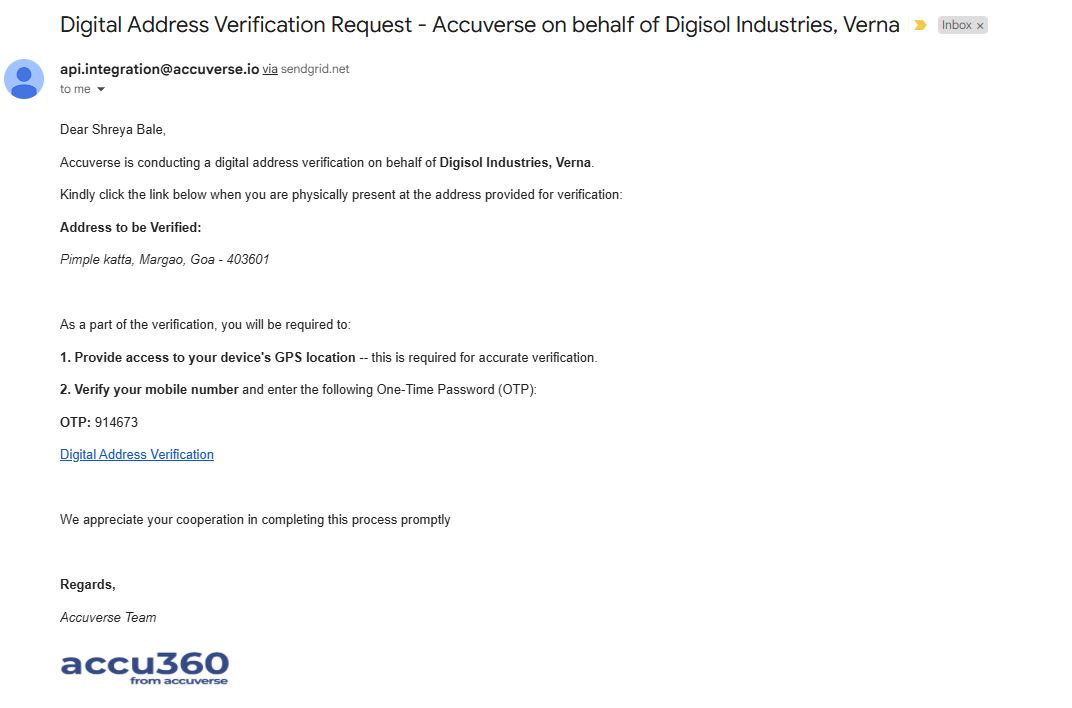 Digital Address Verification Request - Accuverse on behalf of Digisol Industries, Verna Inbox x
api.integration@accuverse.io via sendgrid.net
to me
Dear Shreya Bale,
Accuverse is conducting a digital address verification on behalf of Digisol Industries, Verna.
Kindly click the link below when you are physically present at the address provided for verification:
Address to be Verified:
Pimple katta, Margao, Goa - 403601
As a part of the verification, you will be required to:
1. Provide access to your device's GPS location -- this is required for accurate verification.
2. Verify your mobile number and enter the following One-Time Password (OTP):
OTP: 914673
Digital Address Verification
We appreciate your cooperation in completing this process promptly
Regards,
Accuverse Team
accu360
from accuverse